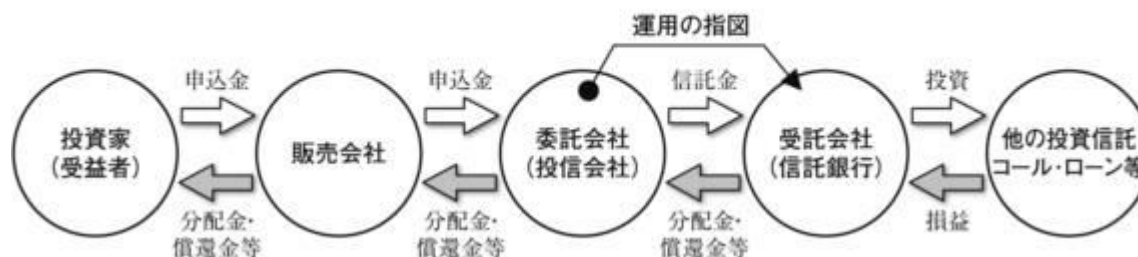 運用の指図
申込金
申込金
信託金
投資
投資家
(受益者)
販売会社
委託会社
(投信会社)
受託会社
(信託銀行)
他の投資信託
コール・ローン等
分配金・
償還金等
分配金・
償還金等
分配金・
償還金等
損益